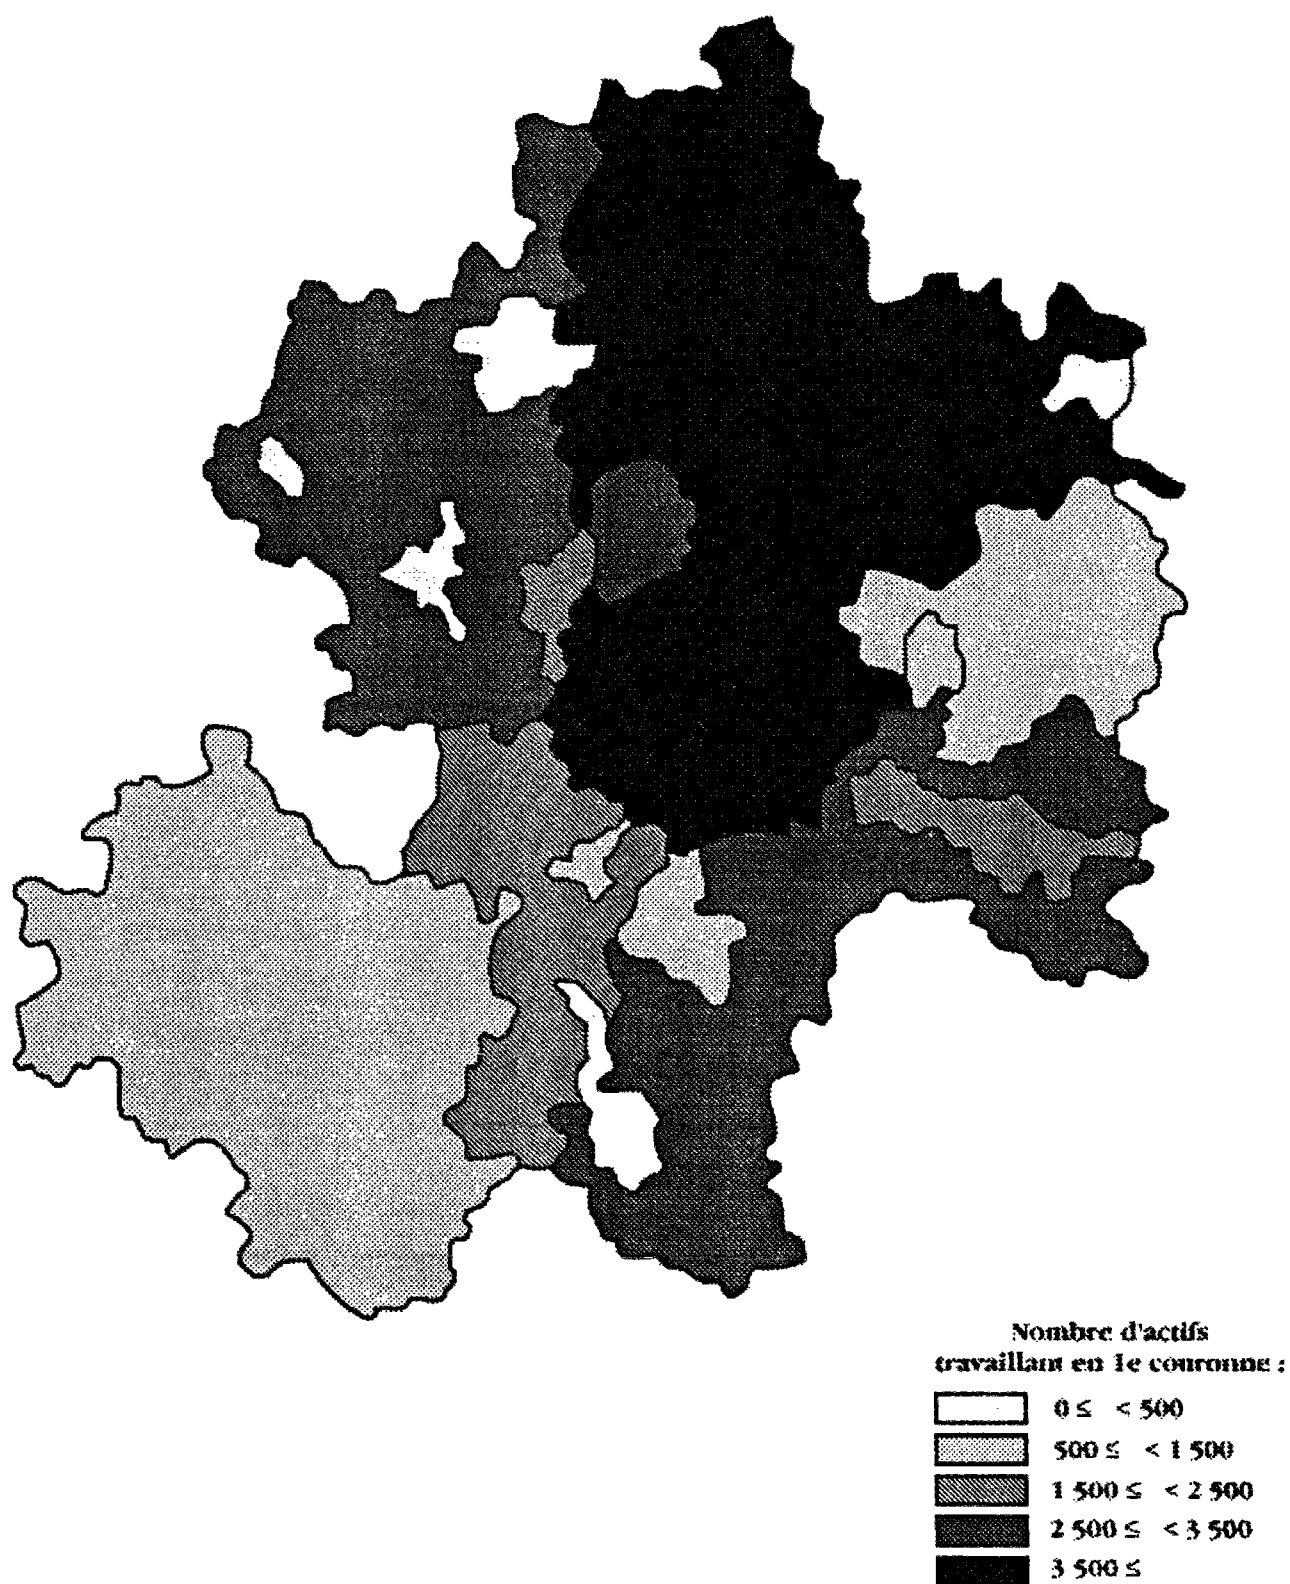 Nombre d'actifs
travaillant en 1e couronne :
0 ≤ < 500
500 ≤ < 1 500
1 500 ≤ < 2 500
2 500 ≤ < 3 500
3 500 ≤